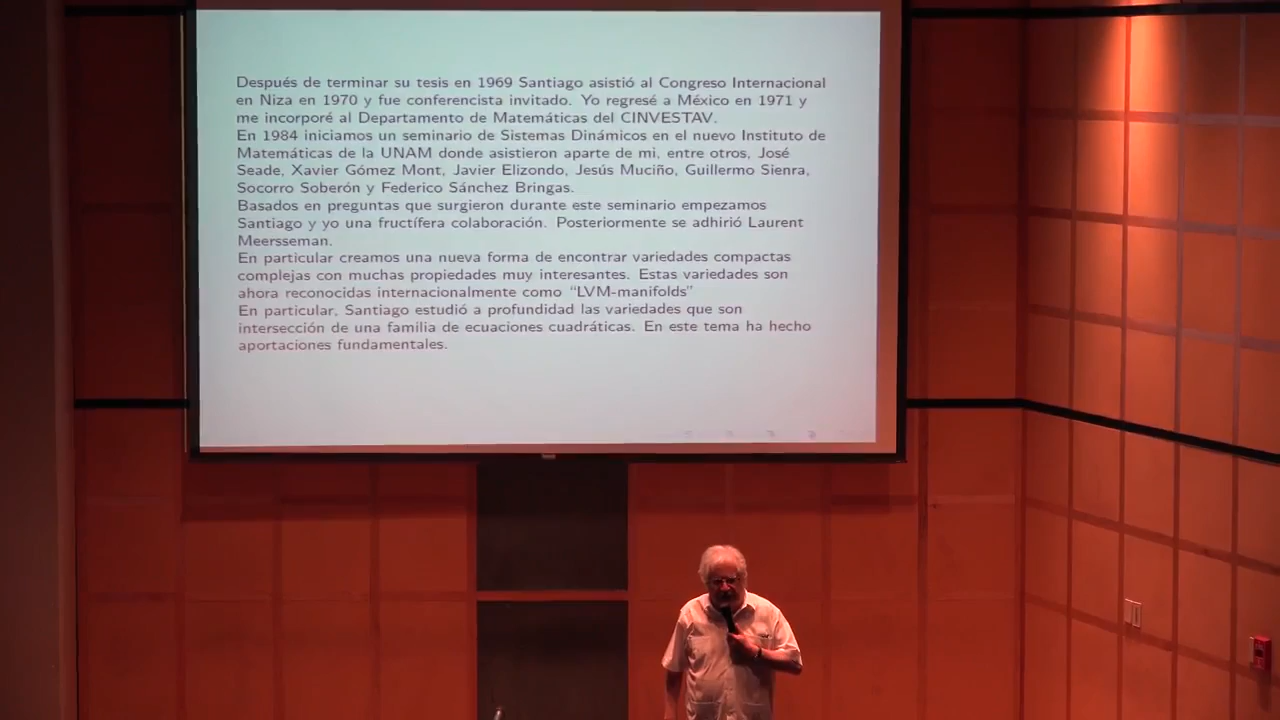 Después de terminar su tesis en 1969 Santiago asistió al Congreso Internacional
en Niza en 1970 y fue conferencista invitado. Yo regresé a México en 1971 y
me incorporé al Departamento de Matemáticas del CINVESTAV.
En 1984 iniciamos un seminario de Sistemas Dinámicos en el nuevo Instituto de
Matemáticas de la UNAM donde asistieron aparte de mi, entre otros, José
Seade, Xavier Gómez Mont, Javier Elizondo, Jesús Muciño, Guillermo Sienra,
Socorro Soberón y Federico Sánchez Bringas.
Basados en preguntas que surgieron durante este seminario empezamos
Santiago y yo una fructífera colaboración. Posteriormente se adhirió Laurent
Meersseman.
En particular creamos una nueva forma de encontrar variedades compactas
complejas con muchas propiedades muy interesantes. Estas variedades son
ahora reconocidas internacionalmente como “LVM-manifolds”
En particular, Santiago estudió a profundidad las variedades que son
intersección de una familia de ecuaciones cuadráticas. En este tema ha hecho
aportaciones fundamentales.